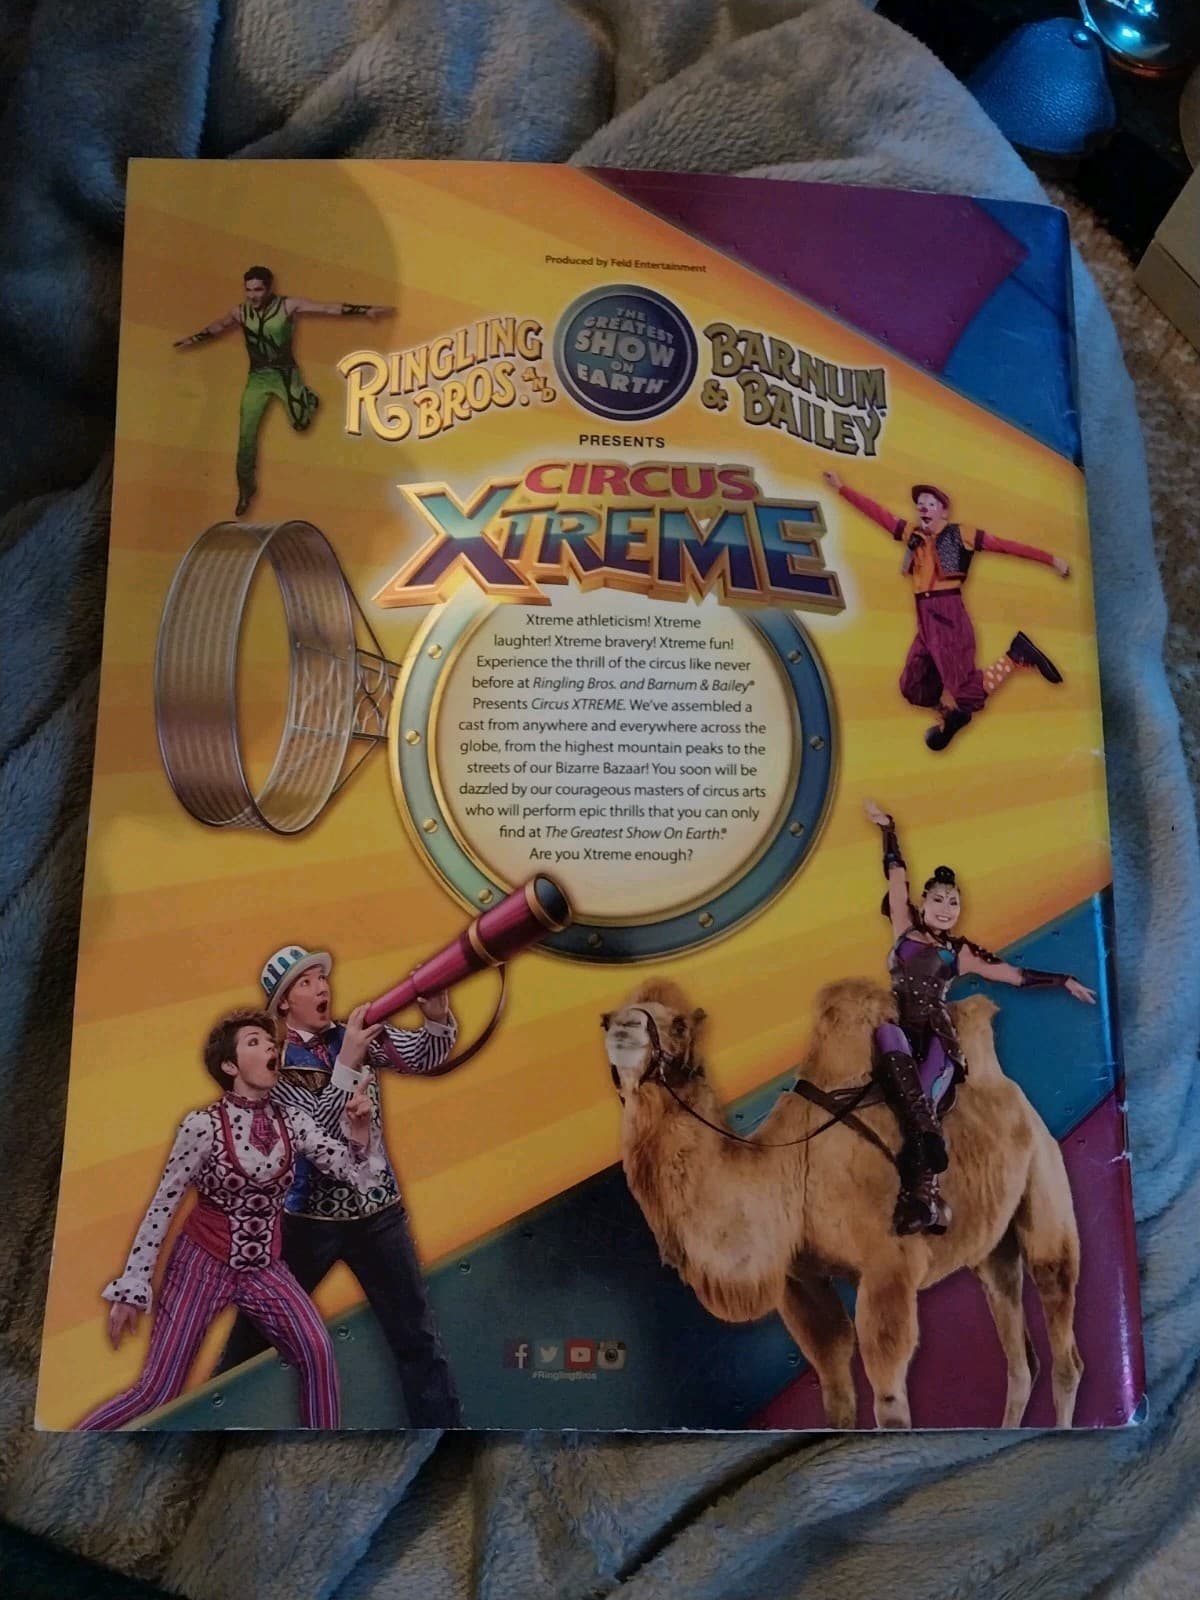 Produced by Feld Entertainment
RINGLING BROS. AND
THE
GREATEST
SHOW
ON
EARTH™
BARNUM
& BAILEY®
PRESENTS
CIRCUS
XTREME
Xtreme athleticism! Xtreme
laughter! Xtreme bravery! Xtreme fun!
Experience the thrill of the circus like never
before at Ringling Bros. and Barnum & Bailey®
Presents Circus XTREME. We've assembled a
cast from anywhere and everywhere across the
globe, from the highest mountain peaks to the
streets of our Bizarre Bazaar! You soon will be
dazzled by our courageous masters of circus arts
who will perform epic thrills that you can only
find at The Greatest Show On Earth®.
Are you Xtreme enough?
#RinglingBros